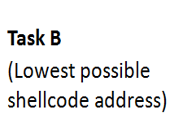 Task B
(Lowest possible
shellcode address)